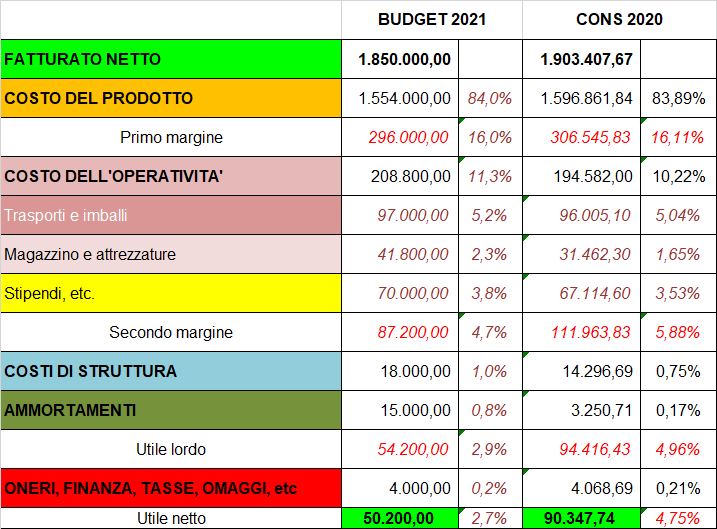 BUDGET 2021 CONS 2020
FATTURATO NETTO 1.850.000,00 1.903.407,67
COSTO DEL PRODOTTO 1.554.000,00 84,0% 1.596.861,84 83,89%
Primo margine 296.000,00 16,0% 306.545,83 16,11%
COSTO DELL'OPERATIVITA' 208.800,00 11,3% 194.582,00 10,22%
Trasporti e imballi 97.000,00 5,2% 96.005,10 5,04%
Magazzino e attrezzature 41.800,00 2,3% 31.462,30 1,65%
Stipendi, etc. 70.000,00 3,8% 67.114,60 3,53%
Secondo margine 87.200,00 4,7% 111.963,83 5,88%
COSTI DI STRUTTURA 18.000,00 1,0% 14.296,69 0,75%
AMMORTAMENTI 15.000,00 0,8% 3.250,71 0,17%
Utile lordo 54.200,00 2,9% 94.416,43 4,96%
ONERI, FINANZA, TASSE, OMAGGI, etc 4.000,00 0,2% 4.068,69 0,21%
Utile netto 50.200,00 2,7% 90.347,74 4,75%